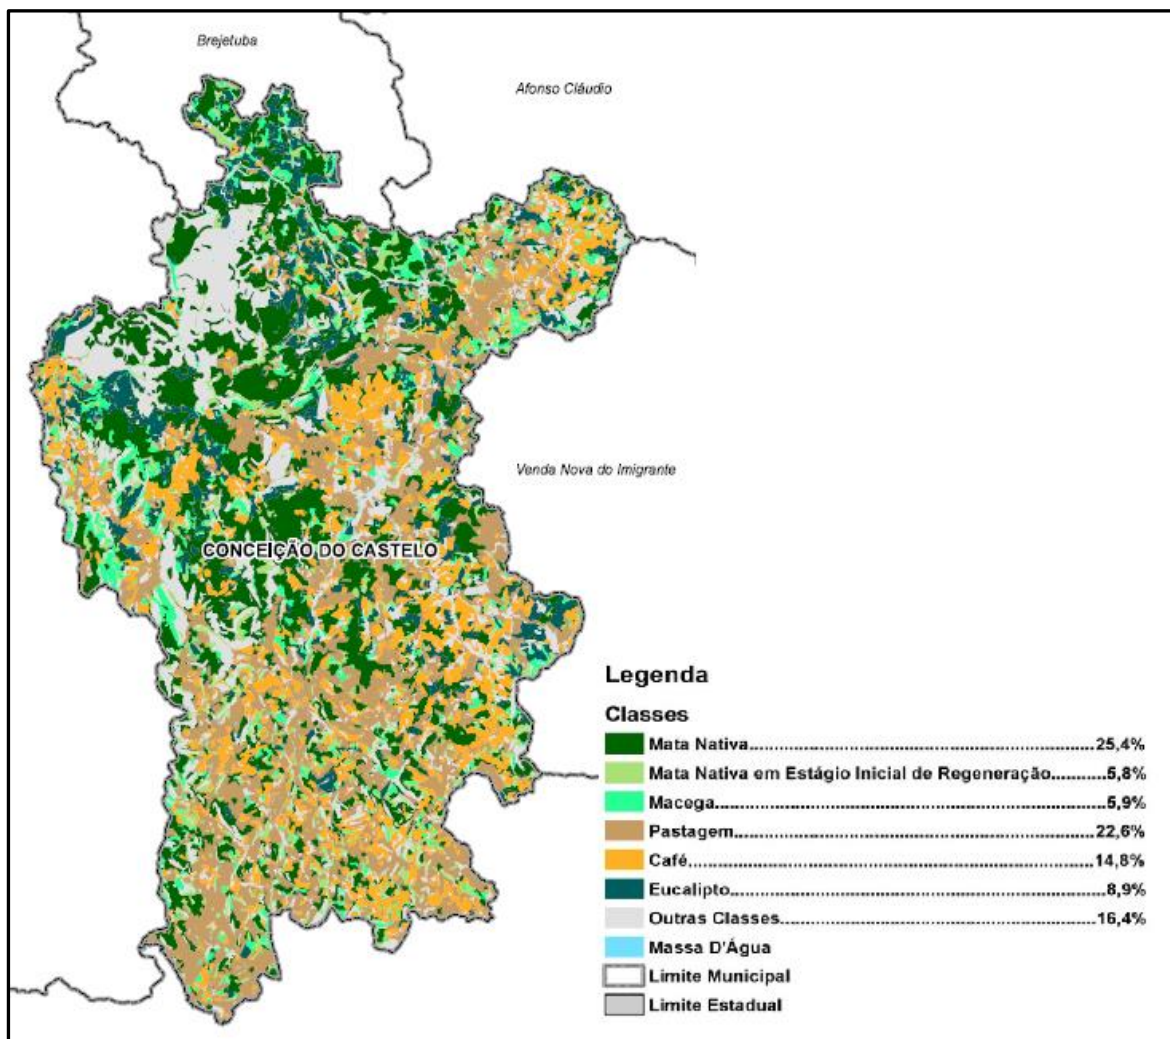 Brejetuba
Afonso Cláudio
Venda Nova do Imigrante
CONCEIÇÃO DO CASTELO
Legenda
Classes
Mata Nativa 25,4%
Mata Nativa em Estágio Inicial de Regeneração 5,8%
Macega 5,9%
Pastagem 22,6%
Café 14,8%
Eucalipto 8,9%
Outras Classes 16,4%
Massa D'Água
Limite Municipal
Limite Estadual